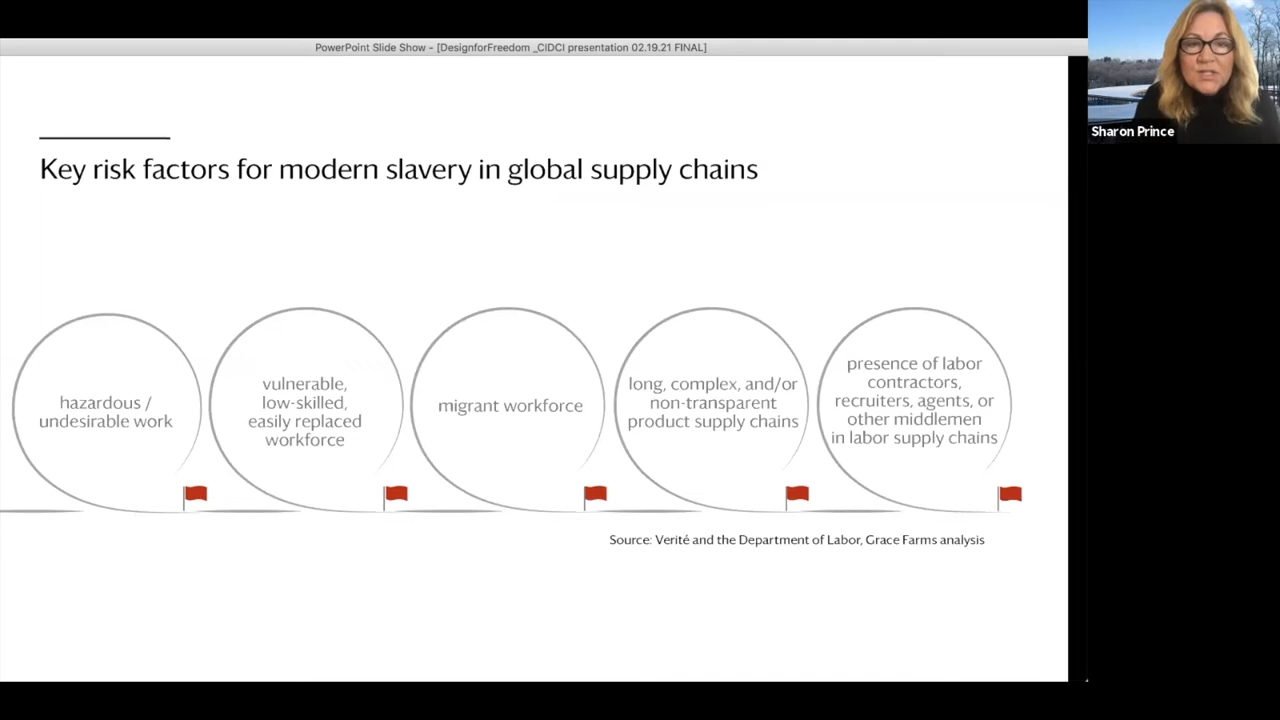 PowerPoint Slide Show - [DesignforFreedom _CIDCI presentation 02.19.21 FINAL]
Sharon Prince
Key risk factors for modern slavery in global supply chains
hazardous /
undesirable work
vulnerable,
low-skilled,
easily replaced
workforce
migrant workforce
long, complex, and/or
non-transparent
product supply chains
presence of labor
contractors,
recruiters, agents, or
other middlemen
in labor supply chains
Source: Verité and the Department of Labor, Grace Farms analysis